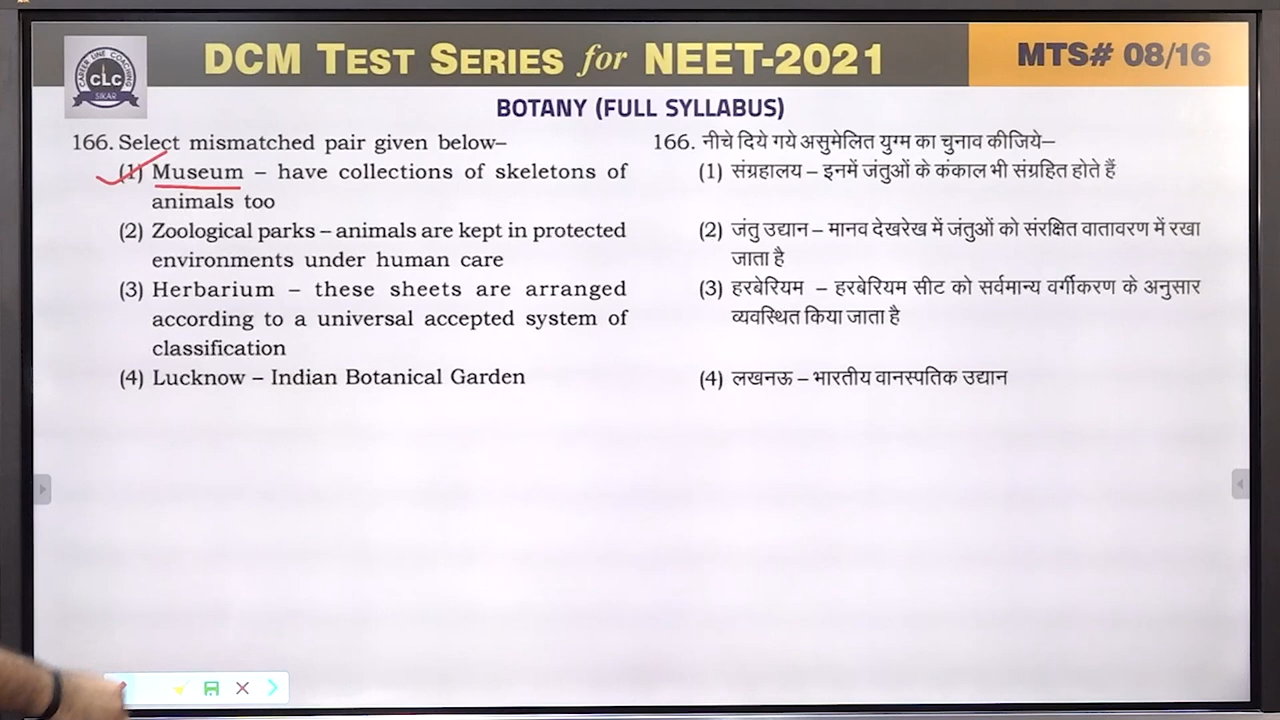 CAREER LINE COACHING
CLC
SIKAR
DCM TEST SERIES for NEET-2021
MTS# 08/16
BOTANY (FULL SYLLABUS)
166. Select mismatched pair given below–
(1) Museum – have collections of skeletons of
animals too
(2) Zoological parks – animals are kept in protected
environments under human care
(3) Herbarium – these sheets are arranged
according to a universal accepted system of
classification
(4) Lucknow – Indian Botanical Garden
166. नीचे दिये गये असुमेलित युग्म का चुनाव कीजिये–
(1) संग्रहालय – इनमें जंतुओं के कंकाल भी संग्रहित होते हैं
(2) जंतु उद्यान – मानव देखरेख में जंतुओं को संरक्षित वातावरण में रखा
जाता है
(3) हरबेरियम – हरबेरियम सीट को सर्वमान्य वर्गीकरण के अनुसार
व्यवस्थित किया जाता है
(4) लखनऊ – भारतीय वानस्पतिक उद्यान